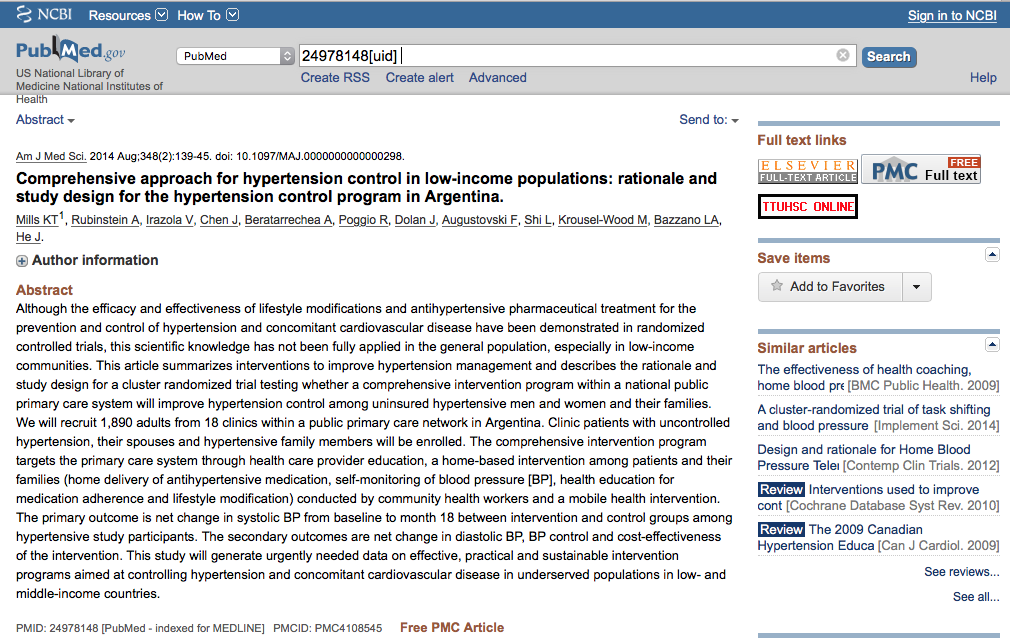 NCBI Resources How To Sign in to NCBI
PubMed.gov
US National Library of
Medicine National Institutes of
Health
PubMed
24978148[uid]
Search
Create RSS Create alert Advanced
Help
Abstract
Send to:
Am J Med Sci. 2014 Aug;348(2):139-45. doi: 10.1097/MAJ.0000000000000298.
Comprehensive approach for hypertension control in low-income populations: rationale and
study design for the hypertension control program in Argentina.
Mills KT1, Rubinstein A, Irazola V, Chen J, Beratarrechea A, Poggio R, Dolan J, Augustovski F, Shi L, Krousel-Wood M, Bazzano LA,
He J.
Author information
Abstract
Although the efficacy and effectiveness of lifestyle modifications and antihypertensive pharmaceutical treatment for the
prevention and control of hypertension and concomitant cardiovascular disease have been demonstrated in randomized
controlled trials, this scientific knowledge has not been fully applied in the general population, especially in low-income
communities. This article summarizes interventions to improve hypertension management and describes the rationale and
study design for a cluster randomized trial testing whether a comprehensive intervention program within a national public
primary care system will improve hypertension control among uninsured hypertensive men and women and their families.
We will recruit 1,890 adults from 18 clinics within a public primary care network in Argentina. Clinic patients with uncontrolled
hypertension, their spouses and hypertensive family members will be enrolled. The comprehensive intervention program
targets the primary care system through health care provider education, a home-based intervention among patients and their
families (home delivery of antihypertensive medication, self-monitoring of blood pressure [BP], health education for
medication adherence and lifestyle modification) conducted by community health workers and a mobile health intervention.
The primary outcome is net change in systolic BP from baseline to month 18 between intervention and control groups among
hypertensive study participants. The secondary outcomes are net change in diastolic BP, BP control and cost-effectiveness
of the intervention. This study will generate urgently needed data on effective, practical and sustainable intervention
programs aimed at controlling hypertension and concomitant cardiovascular disease in underserved populations in low- and
middle-income countries.
PMID: 24978148 [PubMed - indexed for MEDLINE] PMCID: PMC4108545 Free PMC Article
Full text links
ELSEVIER
FULL-TEXT ARTICLE
PMC FREE
Full text
TTUHSC ONLINE
Save items
Add to Favorites
Similar articles
The effectiveness of health coaching,
home blood pre [BMC Public Health. 2009]
A cluster-randomized trial of task shifting
and blood pressure [Implement Sci. 2014]
Design and rationale for Home Blood
Pressure Tele [Contemp Clin Trials. 2012]
Review Interventions used to improve
cont [Cochrane Database Syst Rev. 2010]
Review The 2009 Canadian
Hypertension Educa [Can J Cardiol. 2009]
See reviews...
See all...